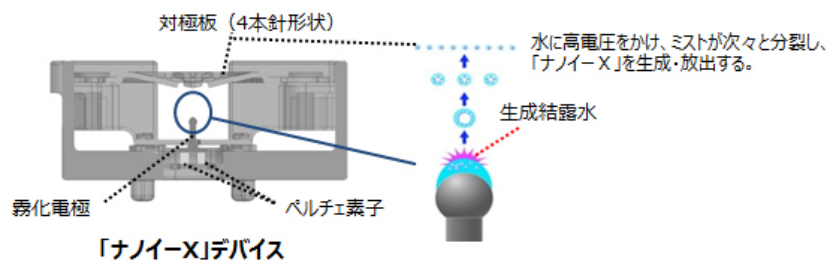 対極板（4本針形状）
水に高電圧をかけ、ミストが次々と分裂し、
「ナノイーX」を生成・放出する。
生成結露水
霧化電極
ペルチェ素子
「ナノイーX」デバイス